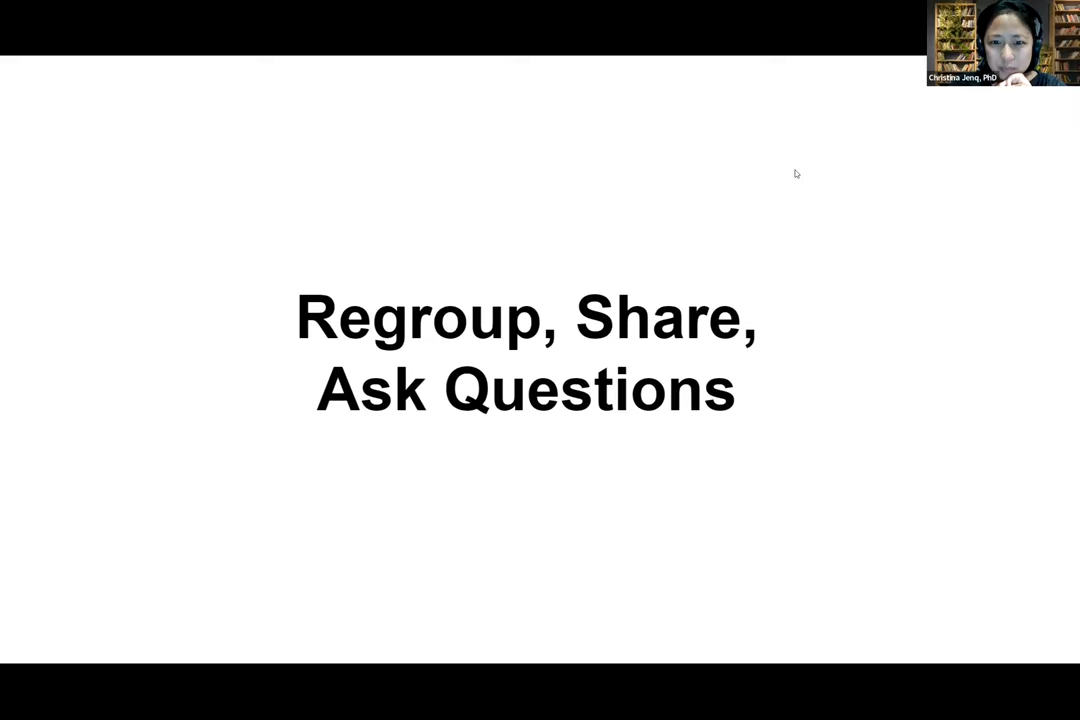 Christina Jenq, PhD
Regroup, Share,
Ask Questions